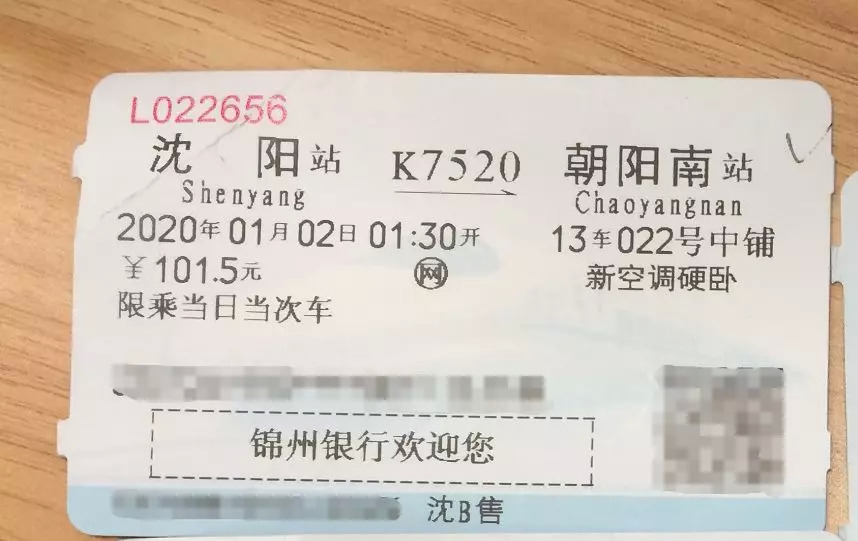 L022656
沈 阳站 K7520 朝阳南站
Shenyang Chaoyangnan
2020年01月02日01:30开 13车022号中铺
￥101.5元 网 新空调硬卧
限乘当日当次车
锦州银行欢迎您
沈B售